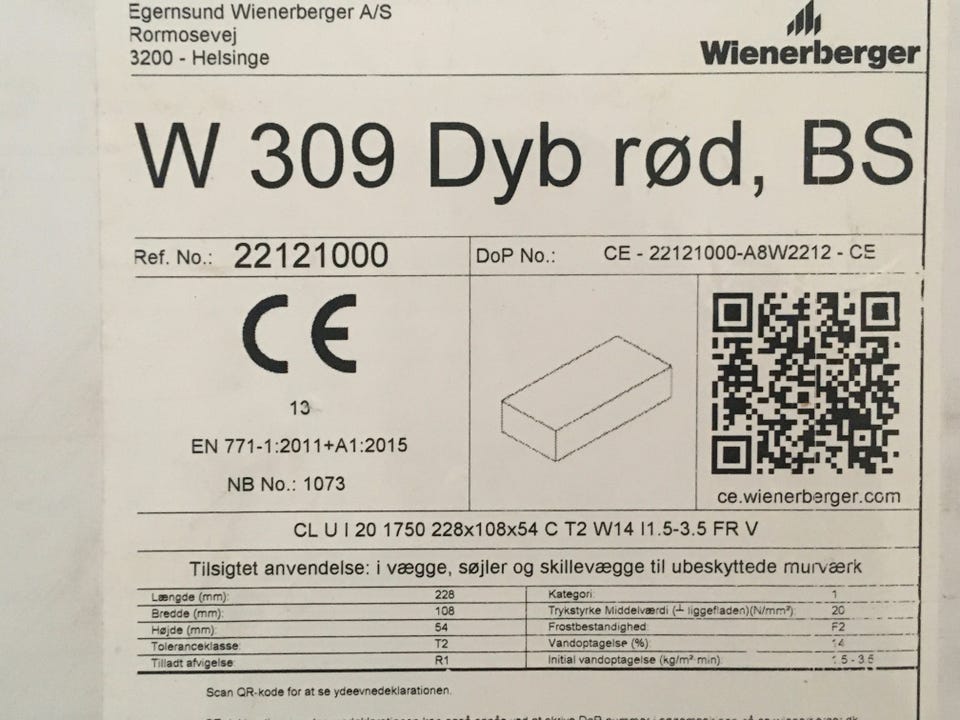 Egernsund Wienerberger A/S
Rormosevej
3200 - Helsinge
Wienerberger
W 309 Dyb rød, BS
Ref. No.: 22121000
DoP No.: CE - 22121000-A8W2212 - CE
CE
13
EN 771-1:2011+A1:2015
NB No.: 1073
ce.wienerberger.com
CL U I 20 1750 228x108x54 C T2 W14 I1.5-3.5 FR V
Tilsigtet anvendelse: i vægge, søjler og skillevægge til ubeskyttede murværk
Længde (mm): 228
Bredde (mm): 108
Højde (mm): 54
Toleranceklasse: T2
Tilladt afvigelse: R1
Kategori: 1
Trykstyrke Middelværdi (┴ liggefladen)(N/mm²): 20
Frostbestandighed: F2
Vandoptagelse (%): 14
Initial vandoptagelse (kg/m² min): 1.5 - 3.5
Scan QR-kode for at se ydeevnedeklarationen.